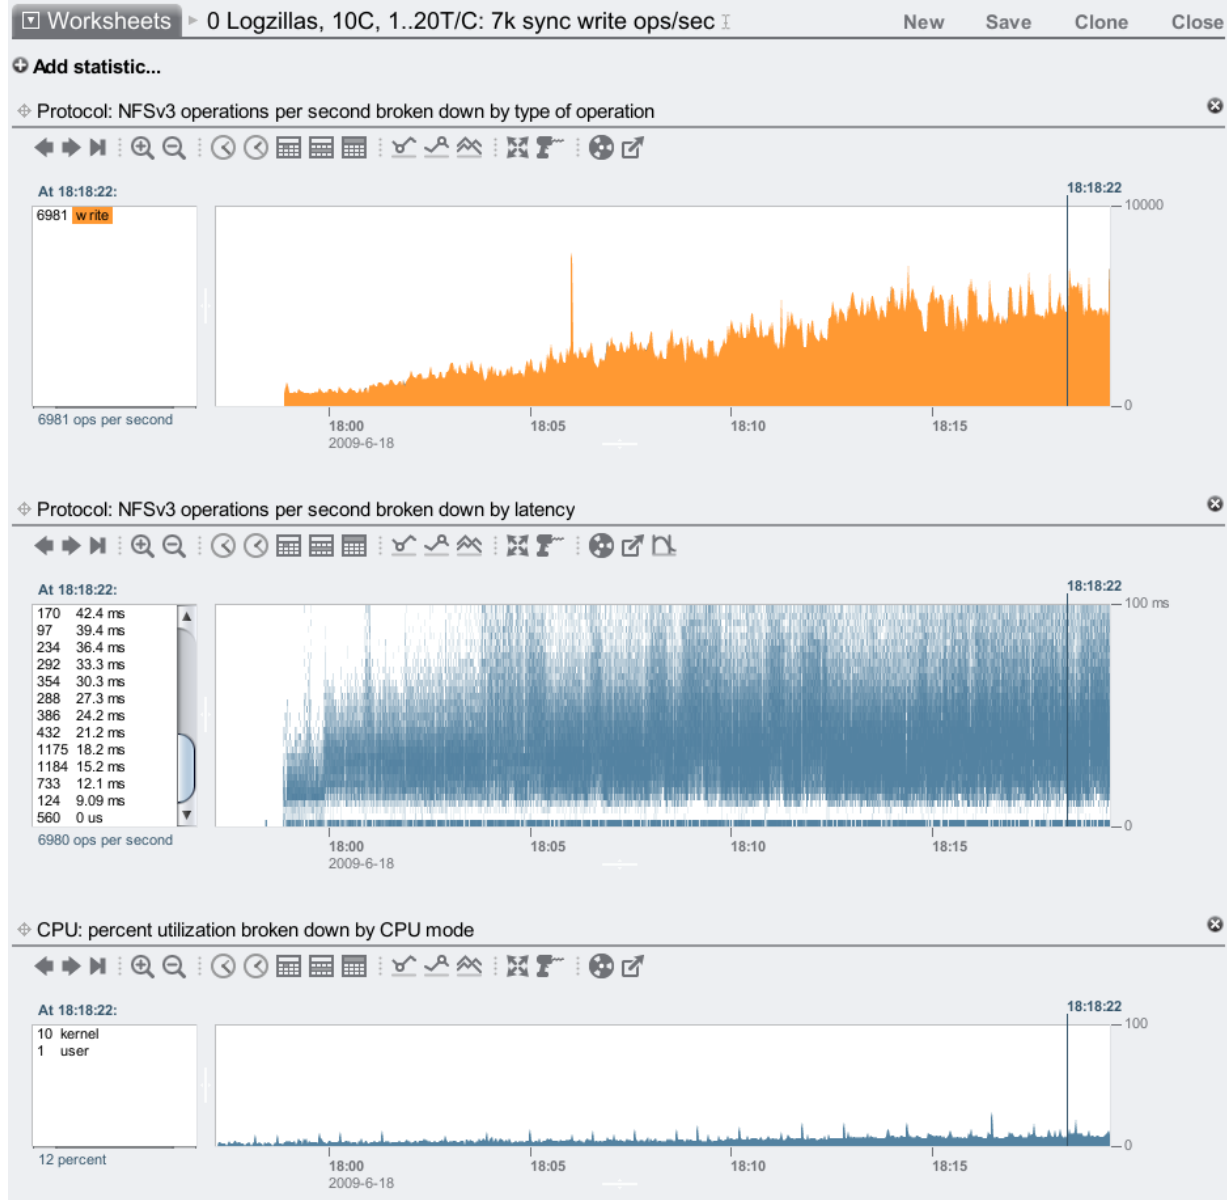 Worksheets 0 Logzillas, 10C, 1..20T/C: 7k sync write ops/sec New Save Clone Close
Add statistic...
Protocol: NFSv3 operations per second broken down by type of operation
At 18:18:22:
18:18:22
6981 write
10000
0
6981 ops per second
18:00 18:05 18:10 18:15
2009-6-18
Protocol: NFSv3 operations per second broken down by latency
At 18:18:22:
18:18:22
100 ms
170 42.4 ms
97 39.4 ms
234 36.4 ms
292 33.3 ms
354 30.3 ms
288 27.3 ms
386 24.2 ms
432 21.2 ms
1175 18.2 ms
1184 15.2 ms
733 12.1 ms
124 9.09 ms
560 0 us
0
6980 ops per second
18:00 18:05 18:10 18:15
2009-6-18
CPU: percent utilization broken down by CPU mode
At 18:18:22:
18:18:22
100
10 kernel
1 user
0
12 percent
18:00 18:05 18:10 18:15
2009-6-18